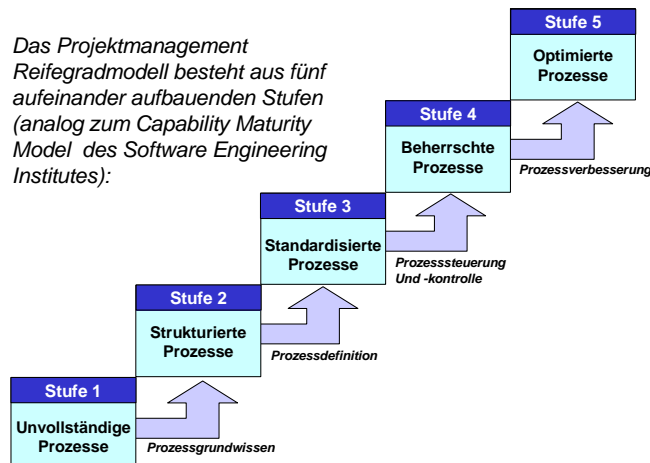 Das Projektmanagement
Reifegradmodell besteht aus fünf
aufeinander aufbauenden Stufen
(analog zum Capability Maturity
Model des Software Engineering
Institutes):
Stufe 5
Optimierte
Prozesse
Stufe 4
Beherrschte
Prozesse
Prozessverbesserung
Stufe 3
Standardisierte
Prozesse
Prozesssteuerung
Und -kontrolle
Stufe 2
Strukturierte
Prozesse
Prozessdefinition
Stufe 1
Unvollständige
Prozesse
Prozessgrundwissen